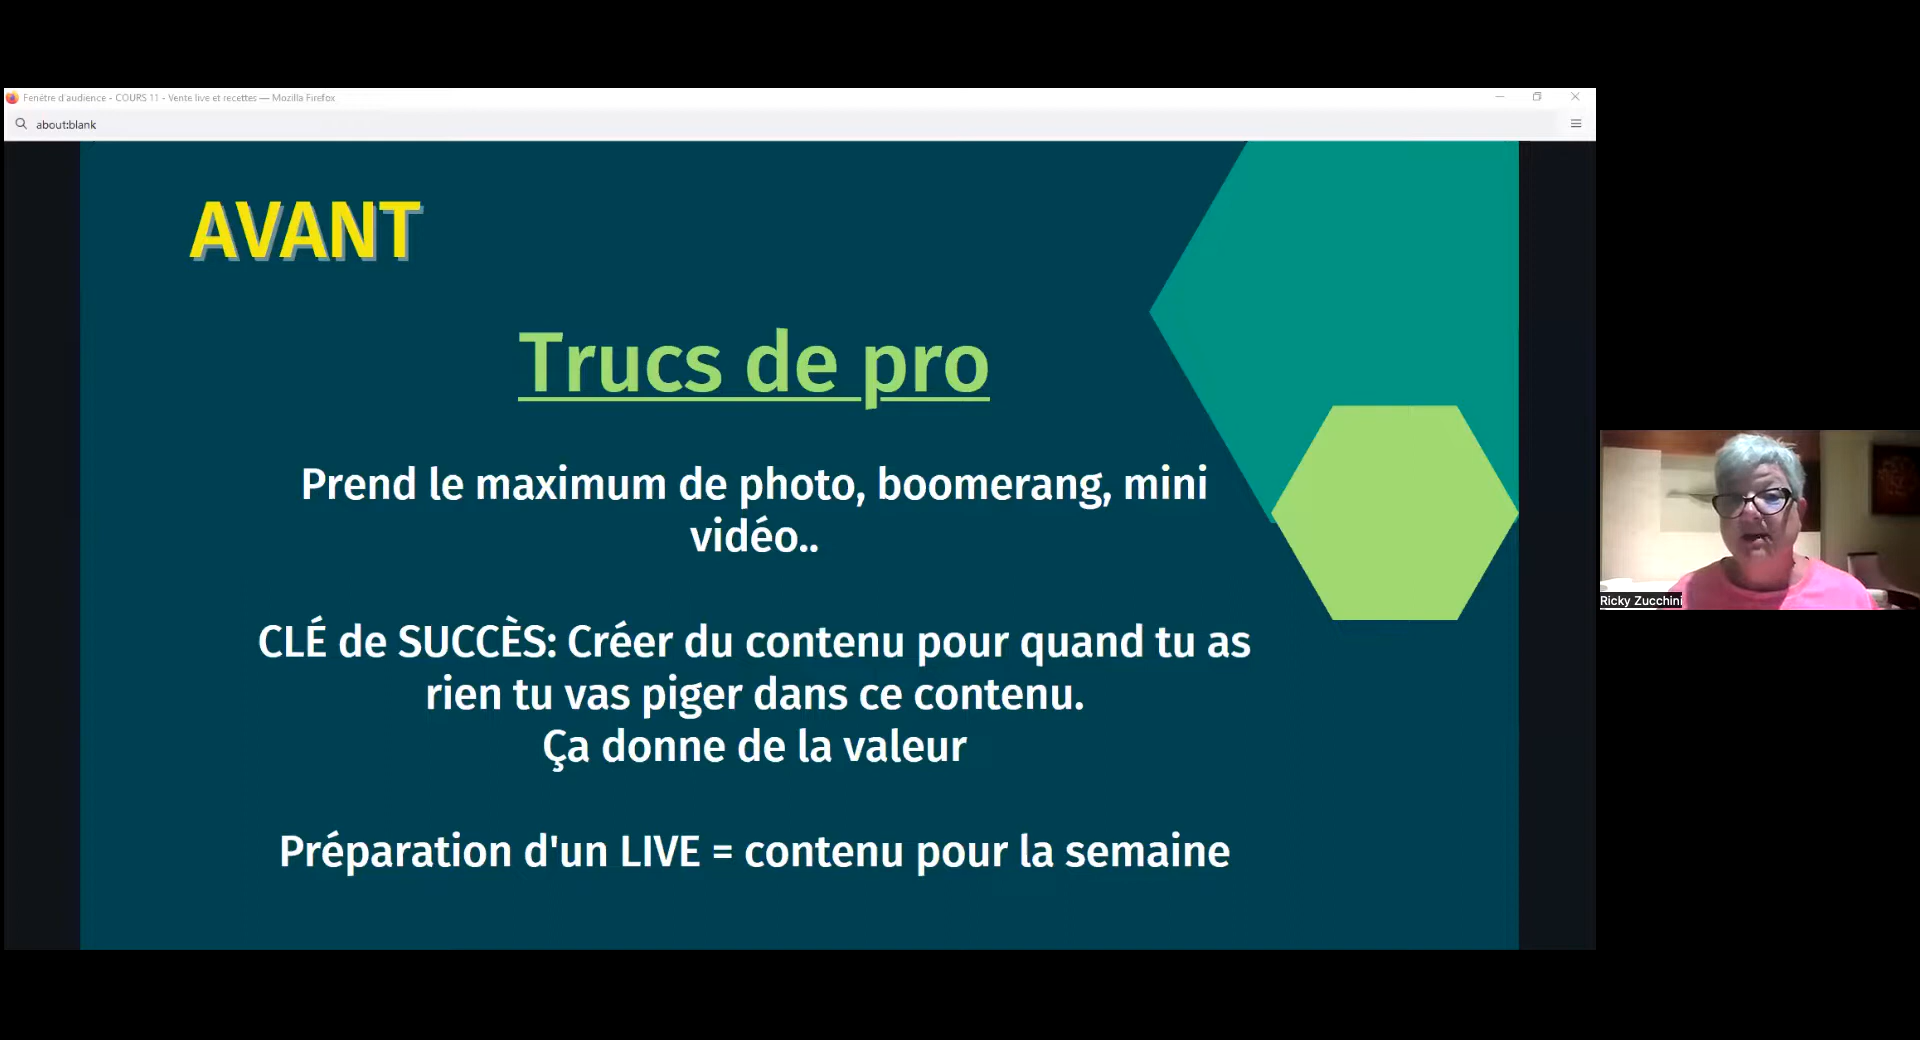 Fenêtre d'audience - COURS 11 - Vente live et recettes — Mozilla Firefox
about:blank
AVANT
Trucs de pro
Prend le maximum de photo, boomerang, mini
vidéo..
CLÉ de SUCCÈS: Créer du contenu pour quand tu as
rien tu vas piger dans ce contenu.
Ça donne de la valeur
Préparation d'un LIVE = contenu pour la semaine
Ricky Zucchini